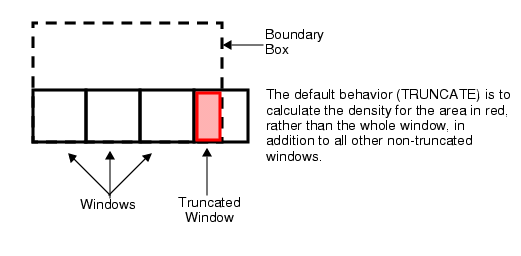 Boundary
Box
The default behavior (TRUNCATE) is to
calculate the density for the area in red,
rather than the whole window, in
addition to all other non-truncated
windows.
Windows
Truncated
Window